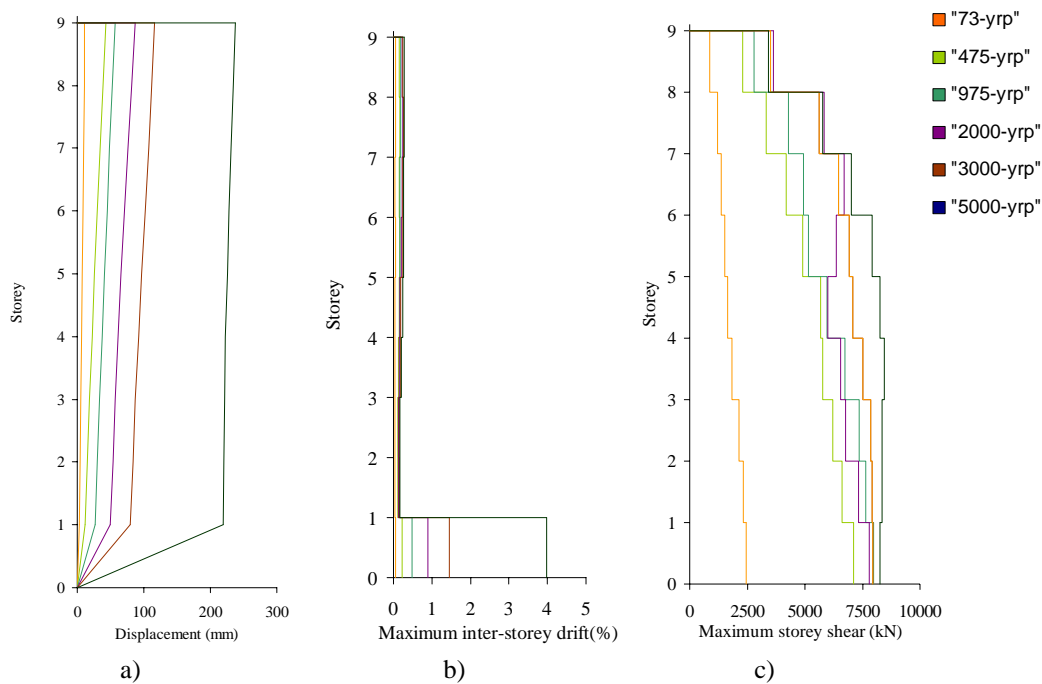 9
8
7
6
5
4
3
2
1
0
Storey
0 100 200 300
Displacement (mm)
a)
9
8
7
6
5
4
3
2
1
0
Storey
0 1 2 3 4 5
Maximum inter-storey drift(%)
b)
9
8
7
6
5
4
3
2
1
0
Storey
0 2500 5000 7500 10000
Maximum storey shear (kN)
c)
"73-yrp"
"475-yrp"
"975-yrp"
"2000-yrp"
"3000-yrp"
"5000-yrp"